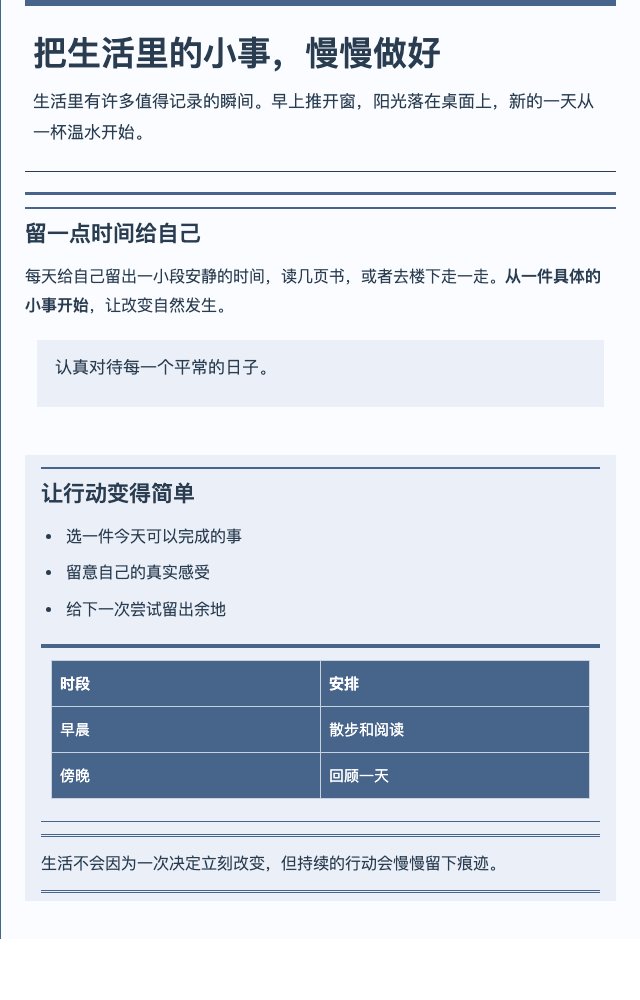 把生活里的小事，慢慢做好
生活里有许多值得记录的瞬间。早上推开窗，阳光落在桌面上，新的一天从
一杯温水开始。
留一点时间给自己
每天给自己留出一小段安静的时间，读几页书，或者去楼下走一走。从一件具体的
小事开始，让改变自然发生。
认真对待每一个平常的日子。
让行动变得简单
• 选一件今天可以完成的事
• 留意自己的真实感受
• 给下一次尝试留出余地
时段 安排
早晨 散步和阅读
傍晚 回顾一天
生活不会因为一次决定立刻改变，但持续的行动会慢慢留下痕迹。